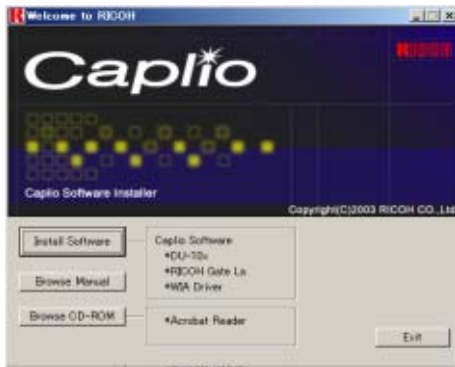 Welcome to RICOH
RICOH
Caplio
Caplio Software Installer
Copyright(C)2003 RICOH CO.,Ltd
Install Software
Caplio Software
*DU-10x
*RICOH Gate La
*WIA Driver
Browse Manual
Browse CD-ROM
*Acrobat Reader
Exit